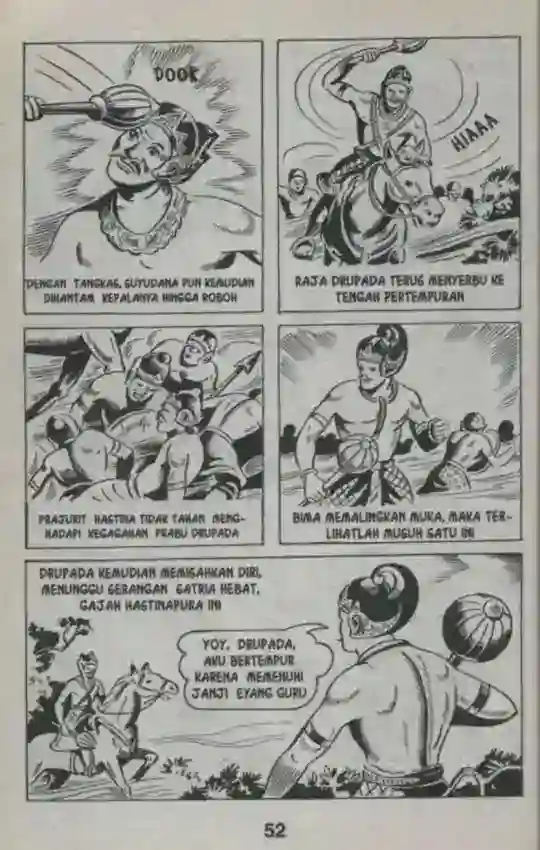 DOOK
DENGAN TANGKAS, SUYUDANA PUN KEMUDIAN
DIHANTAM KEPALANYA HINGGA ROBOH
HIAAA
RAJA DRUPADA TERUS MENYERBU KE
TENGAH PERTEMPURAN
PRAJURIT HASTINA TIDAK TAHAN MENG-
HADAPI KEGAGAHAN PRABU DRUPADA
BIMA MEMALINGKAN MUKA, MAKA TER-
LIHATLAH MUSUH SATU INI
DRUPADA KEMUDIAN MEMISAHKAN DIRI,
MENUNGGU SERANGAN SATRIA HEBAT,
GAJAH HASTINAPURA INI
YOY, DRUPADA,
AKU BERTEMPUR
KARENA MEMENUHI
JANJI EYANG GURU
52